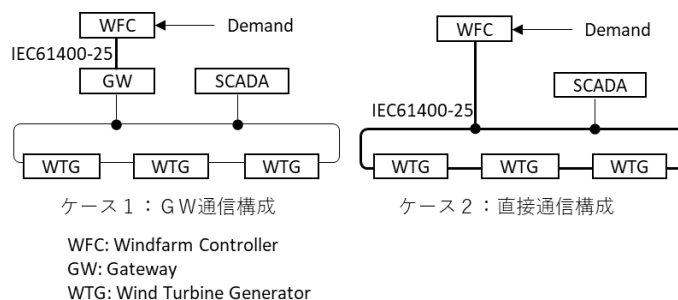 WFC
Demand
IEC61400-25
GW
SCADA
WTG
WTG
WTG
ケース１：ＧＷ通信構成
WFC
Demand
SCADA
IEC61400-25
WTG
WTG
WTG
ケース２：直接通信構成
WFC: Windfarm Controller
GW: Gateway
WTG: Wind Turbine Generator